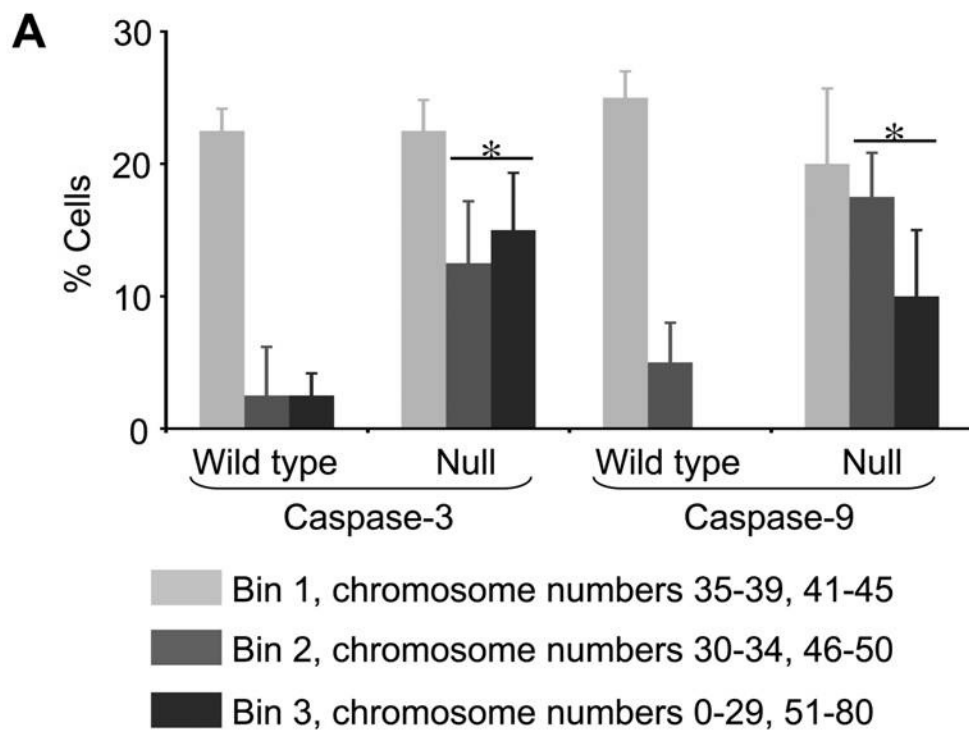 A
30
20
10
0
% Cells
*
*
Wild type
Null
Wild type
Null
Caspase-3
Caspase-9
Bin 1, chromosome numbers 35-39, 41-45
Bin 2, chromosome numbers 30-34, 46-50
Bin 3, chromosome numbers 0-29, 51-80